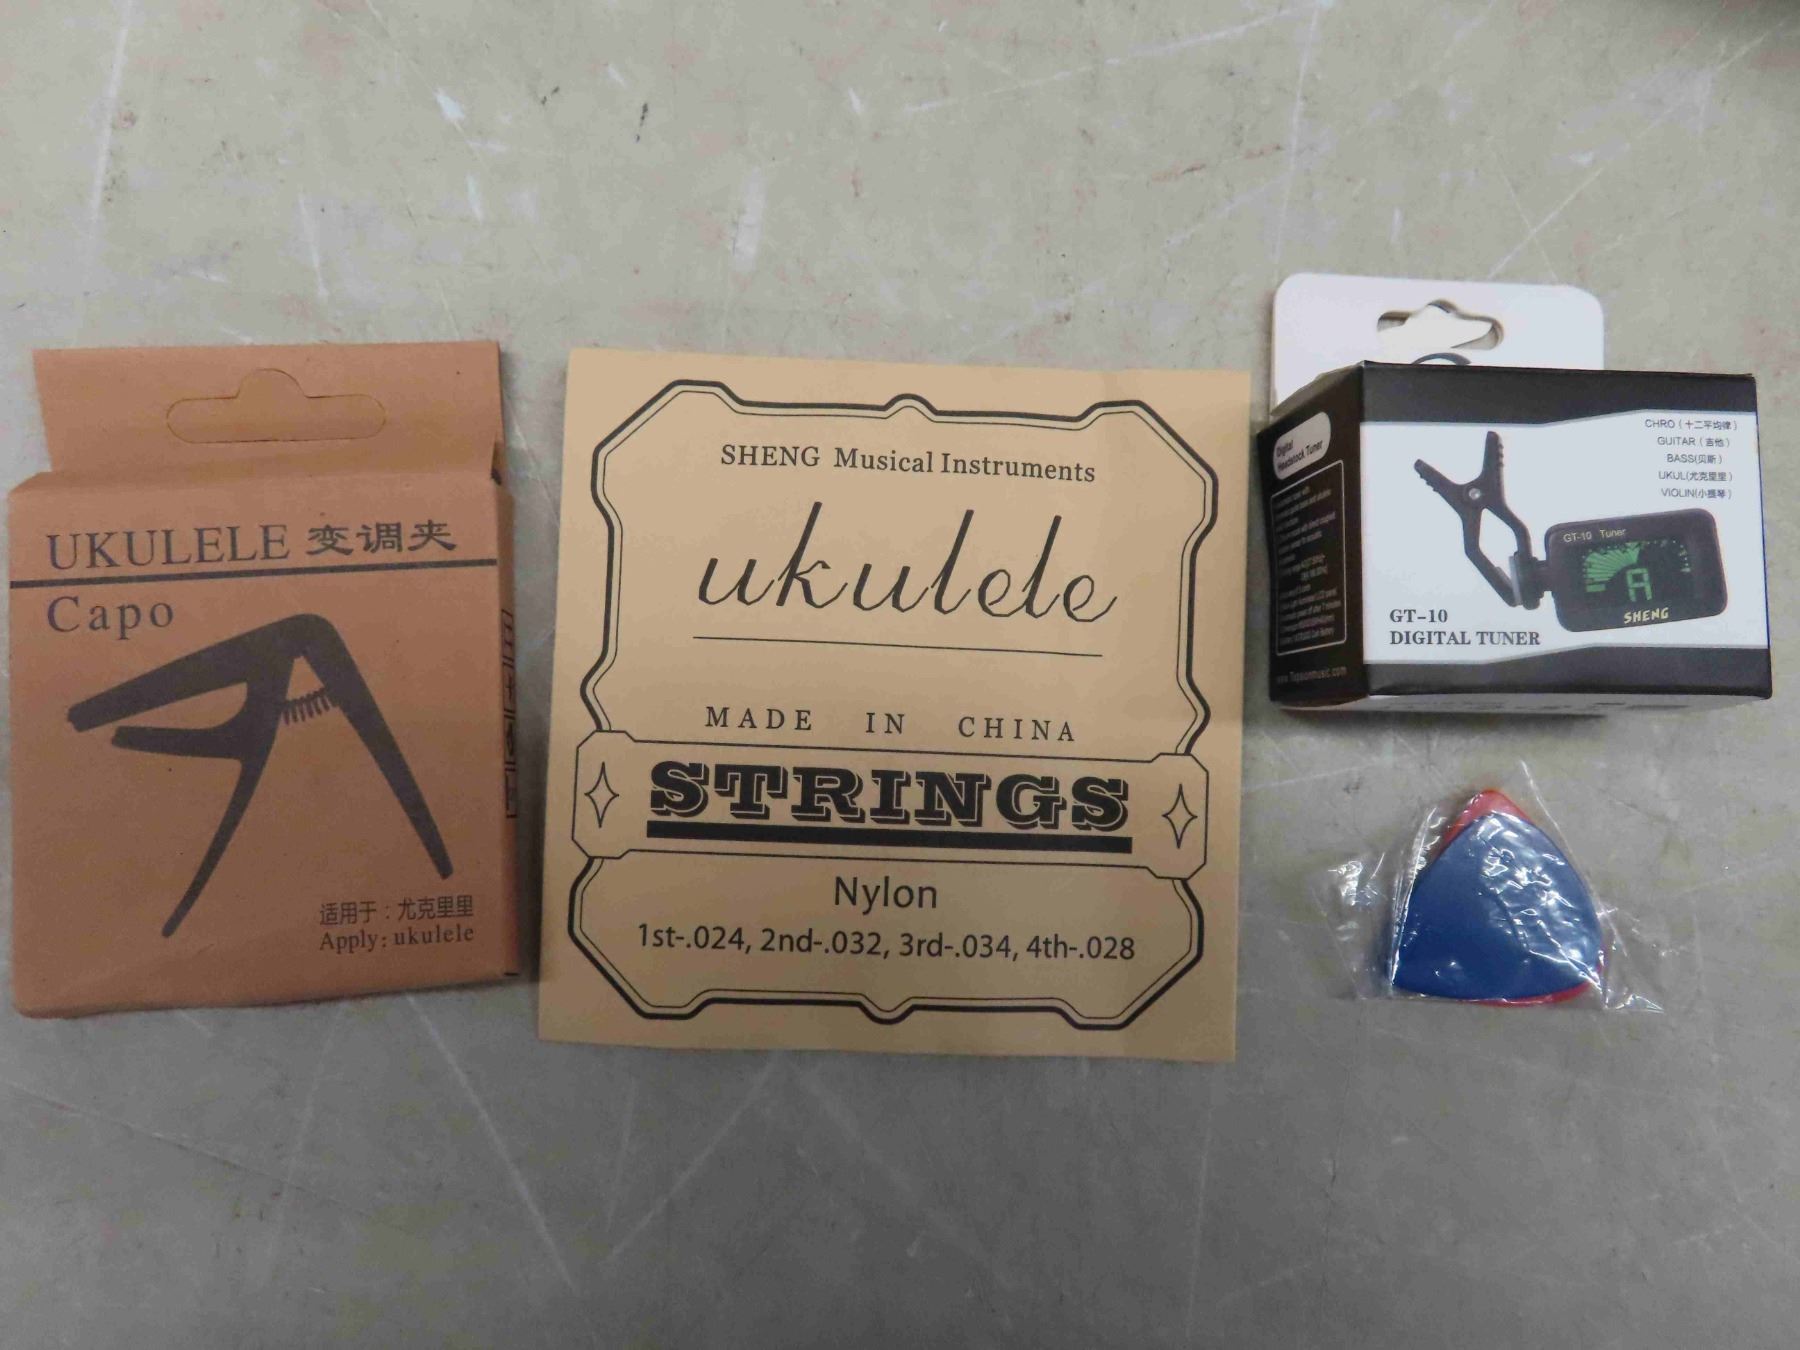 UKULELE 变调夹
Capo
适用于：尤克里里
Apply: ukulele
SHENG Musical Instruments
ukulele
MADE IN CHINA
STRINGS
Nylon
1st-.024, 2nd-.032, 3rd-.034, 4th-.028
Digital
Headstock Tuner
CHRO（十二平均律）
GUITAR（吉他）
BASS(贝斯)
UKUL(尤克里里)
VIOLIN(小提琴)
GT-10 Tuner
A
SHENG
GT-10
DIGITAL TUNER